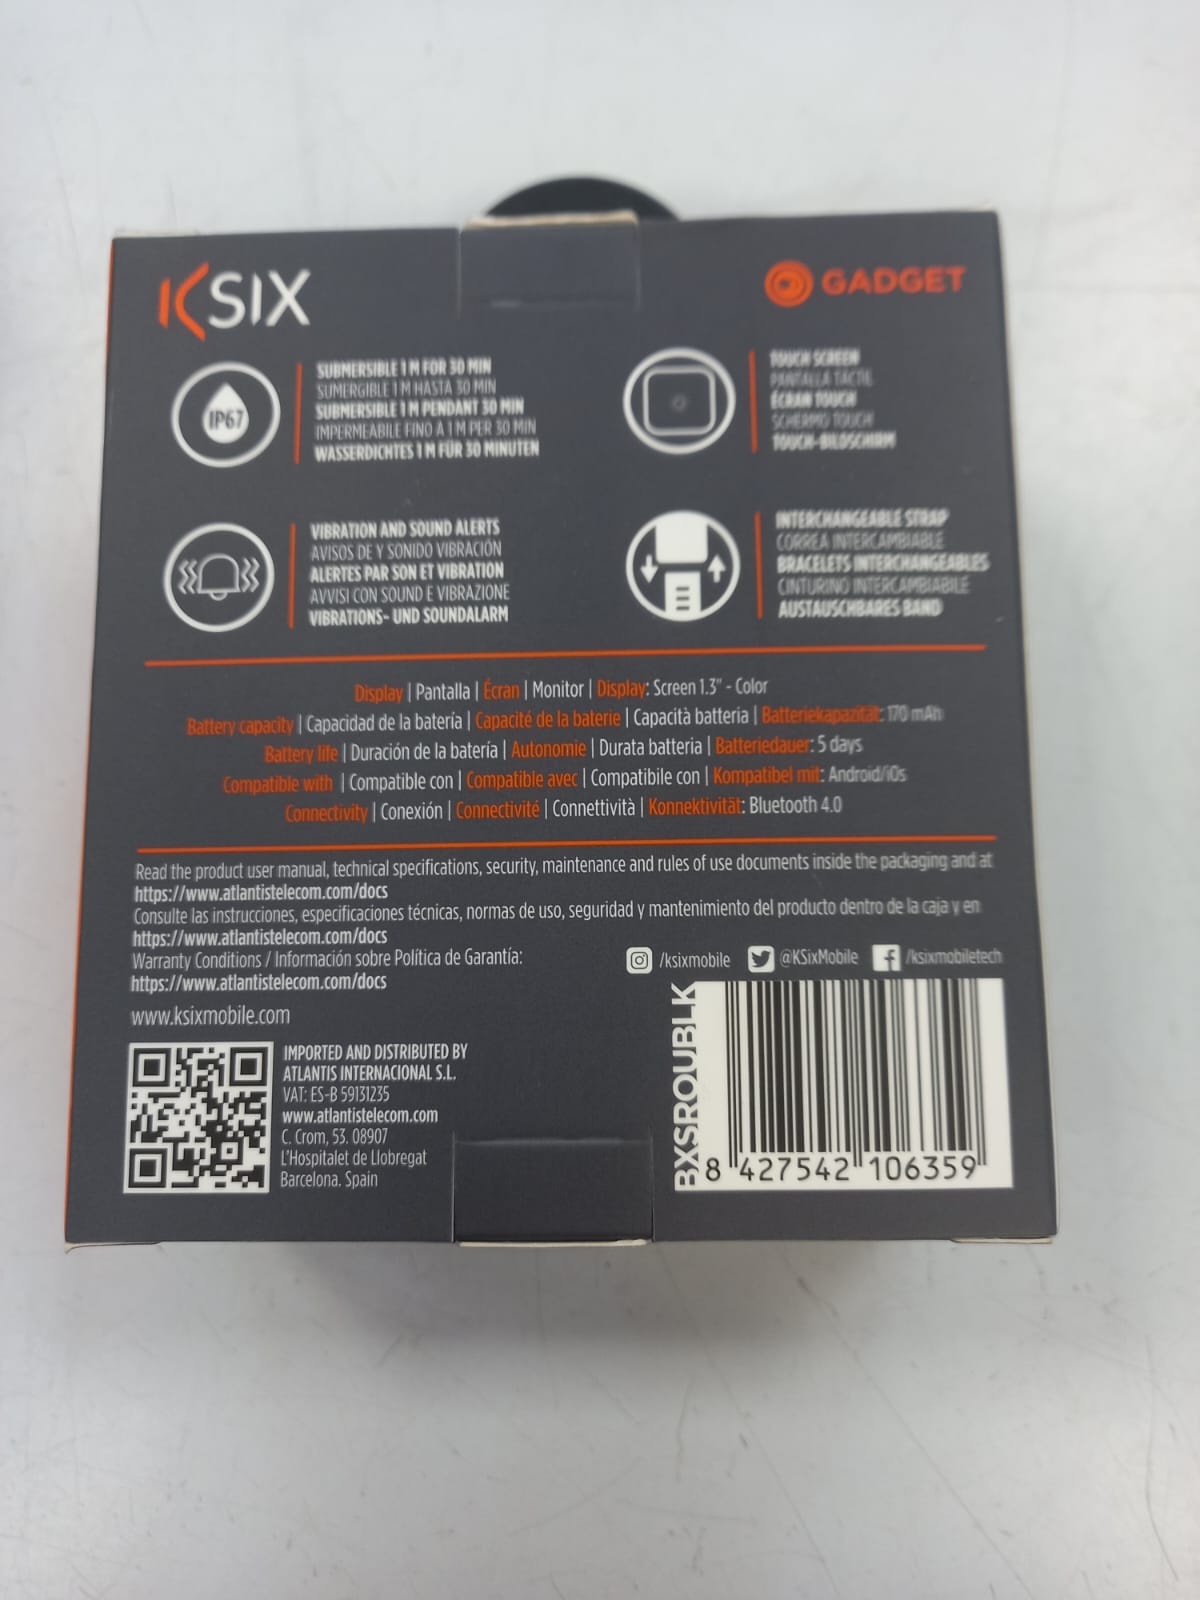 KSIX
GADGET
IP67
SUBMERSIBLE 1 M FOR 30 MIN
SUMERGIBLE 1 M HASTA 30 MIN
SUBMERSIBLE 1 M PENDANT 30 MIN
IMPERMEABILE FINO A 1 M PER 30 MIN
WASSERDICHTES 1 M FÜR 30 MINUTEN
TOUCH SCREEN
PANTALLA TÁCTIL
ÉCRAN TOUCH
SCHERMO TOUCH
TOUCH-BILDSCHIRM
VIBRATION AND SOUND ALERTS
AVISOS DE Y SONIDO VIBRACIÓN
ALERTES PAR SON ET VIBRATION
AVVISI CON SOUND E VIBRAZIONE
VIBRATIONS- UND SOUNDALARM
INTERCHANGEABLE STRAP
CORREA INTERCAMBIABLE
BRACELETS INTERCHANGEABLES
CINTURINO INTERCAMBIABILE
AUSTAUSCHBARES BAND
Display | Pantalla | Écran | Monitor | Display: Screen 1.3" - Color
Battery capacity | Capacidad de la batería | Capacité de la baterie | Capacità batteria | Batteriekapazität: 170 mAh
Battery life | Duración de la batería | Autonomie | Durata batteria | Batteriedauer: 5 days
Compatible with | Compatible con | Compatible avec | Compatibile con | Kompatibel mit: Android/iOs
Connectivity | Conexión | Connectivité | Connettività | Konnektivität: Bluetooth 4.0
Read the product user manual, technical specifications, security, maintenance and rules of use documents inside the packaging and at
https://www.atlantistelecom.com/docs
Consulte las instrucciones, especificaciones técnicas, normas de uso, seguridad y mantenimiento del producto dentro de la caja y en
https://www.atlantistelecom.com/docs
Warranty Conditions / Información sobre Política de Garantía:
https://www.atlantistelecom.com/docs
/ksixmobile @KSixMobile /ksixmobiletech
www.ksixmobile.com
IMPORTED AND DISTRIBUTED BY
ATLANTIS INTERNACIONAL S.L.
VAT: ES-B 59131235
www.atlantistelecom.com
C. Crom, 53. 08907
L'Hospitalet de Llobregat
Barcelona. Spain
BXSROUBLK
8 427542 106359